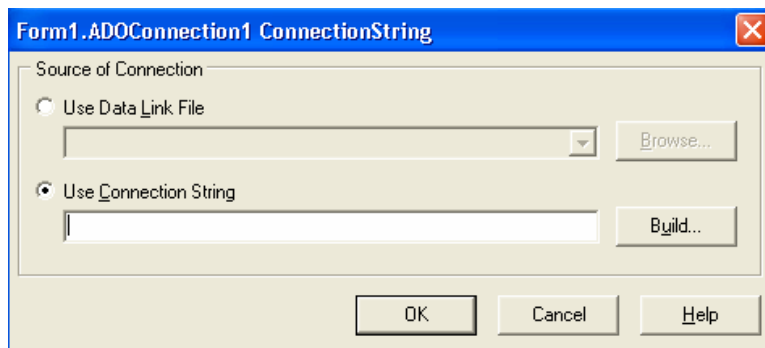 Form1.ADOConnection1 ConnectionString
Source of Connection
Use Data Link File
Browse...
Use Connection String
Build...
OK Cancel Help